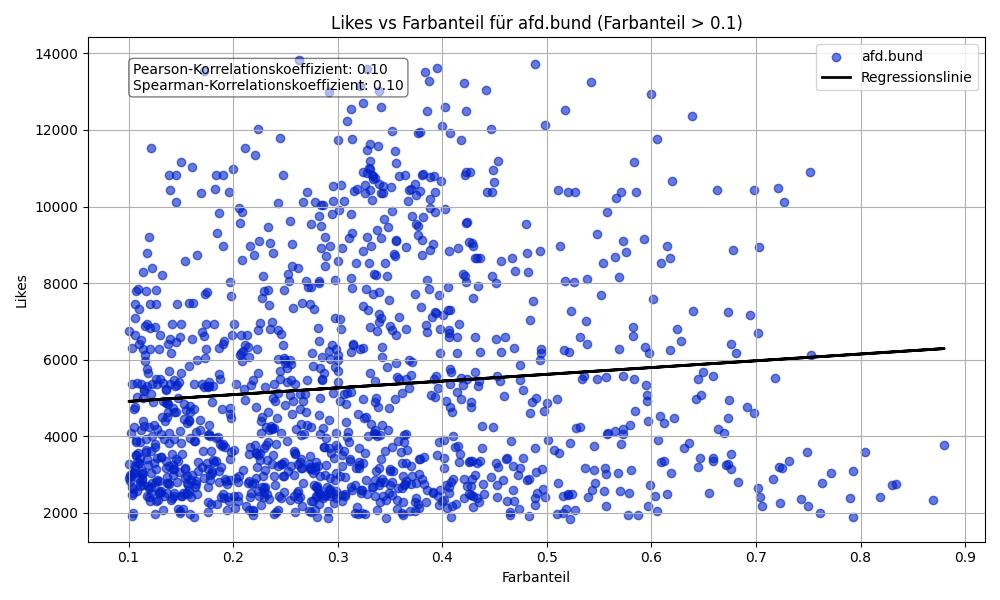 Likes vs Farbanteil für afd.bund (Farbanteil > 0.1)
14000
12000
10000
8000
6000
4000
2000
Likes
Pearson-Korrelationskoeffizient: 0.10
Spearman-Korrelationskoeffizient: 0.10
afd.bund
Regressionslinie
0.1 0.2 0.3 0.4 0.5 0.6 0.7 0.8 0.9
Farbanteil